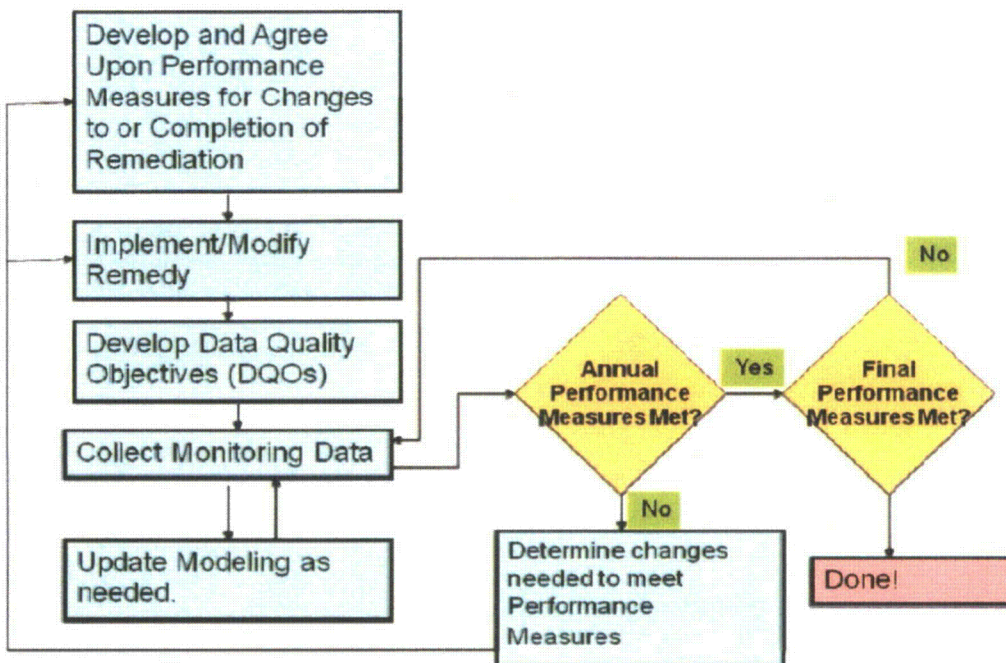 Develop and Agree
Upon Performance
Measures for Changes
to or Completion of
Remediation
Implement/Modify
Remedy
Develop Data Quality
Objectives (DQOs)
Collect Monitoring Data
Update Modeling as
needed.
Annual
Performance
Measures Met?
Yes
Final
Performance
Measures Met?
No
No
Determine changes
needed to meet
Performance
Measures
Done!